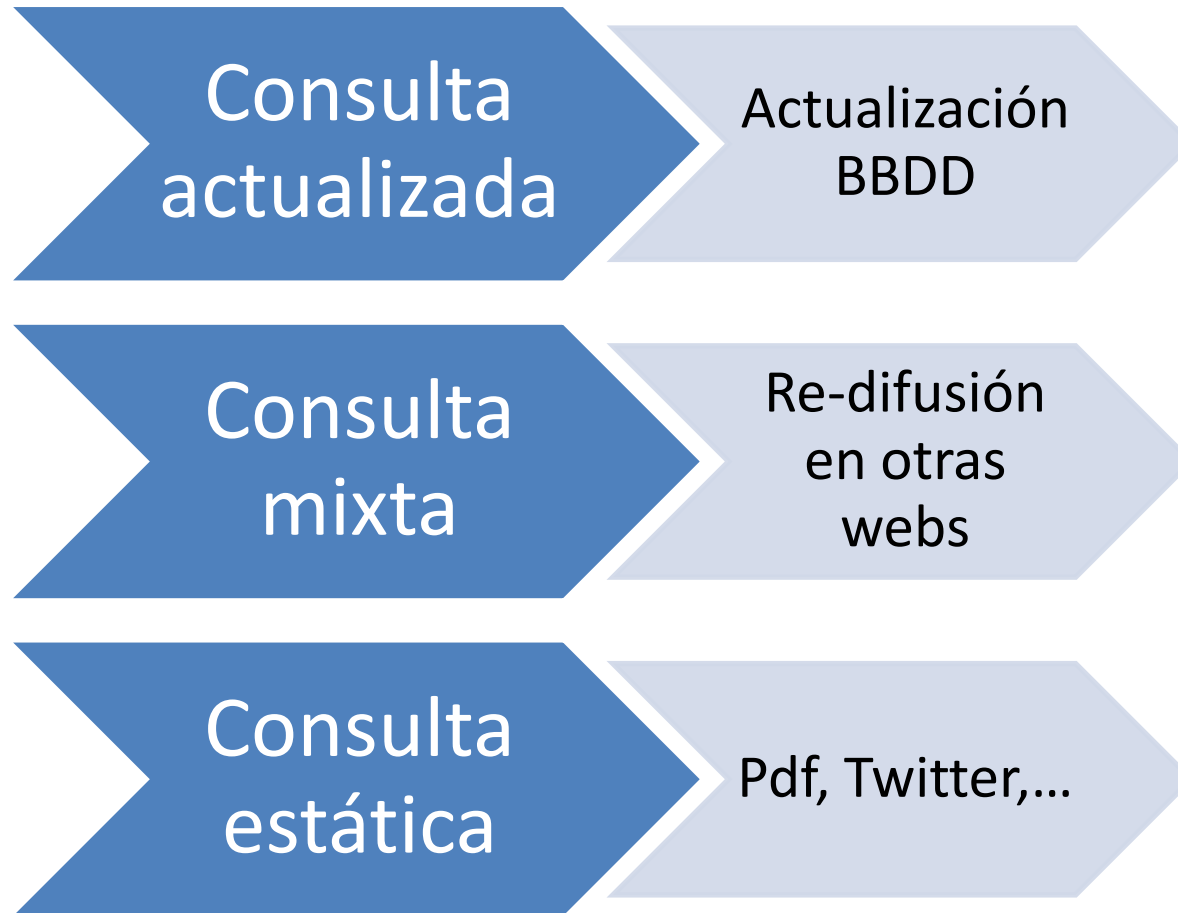 Consulta
actualizada
Actualización
BBDD
Consulta
mixta
Re-difusión
en otras
webs
Consulta
estática
Pdf, Twitter,...